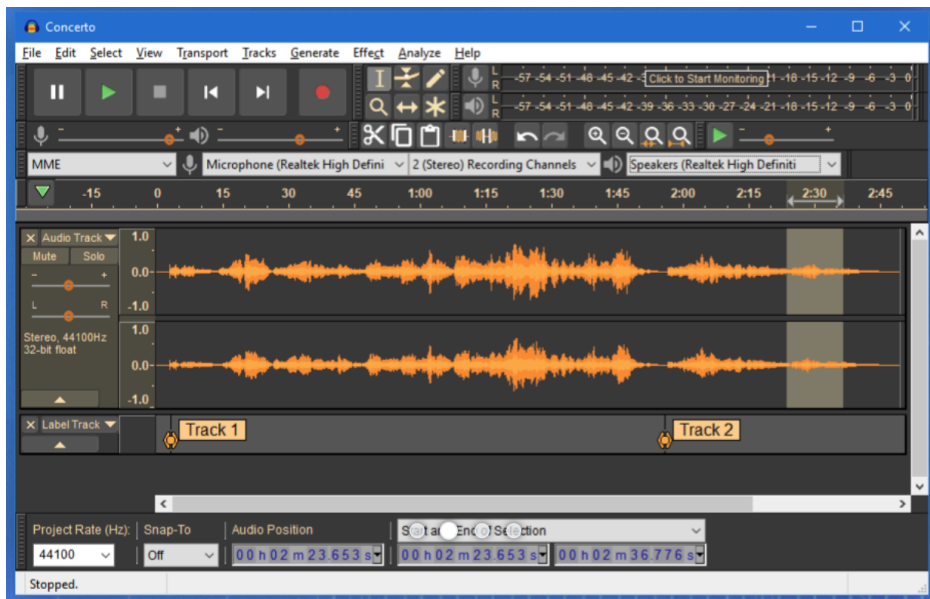 Concerto
File Edit Select View Transport Tracks Generate Effect Analyze Help
L R -57 -54 -51 -48 -45 -42 Click to Start Monitoring -18 -15 -12 -9 -6 -3 0
L R -57 -54 -51 -48 -45 -42 -39 -36 -33 -30 -27 -24 -21 -18 -15 -12 -9 -6 -3 0
- + - + - +
MME Microphone (Realtek High Defini 2 (Stereo) Recording Channels Speakers (Realtek High Definiti
-15 0 15 30 45 1:00 1:15 1:30 1:45 2:00 2:15 2:30 2:45
Audio Track 1.0
Mute Solo
- + 0.0
L R -1.0
Stereo, 44100Hz 1.0
32-bit float
0.0
-1.0
Label Track
Track 1 Track 2
Project Rate (Hz): Snap-To Audio Position Start and End of Selection
44100 Off 00 h 02 m 23.653 s 00 h 02 m 23.653 s 00 h 02 m 36.776 s
Stopped.